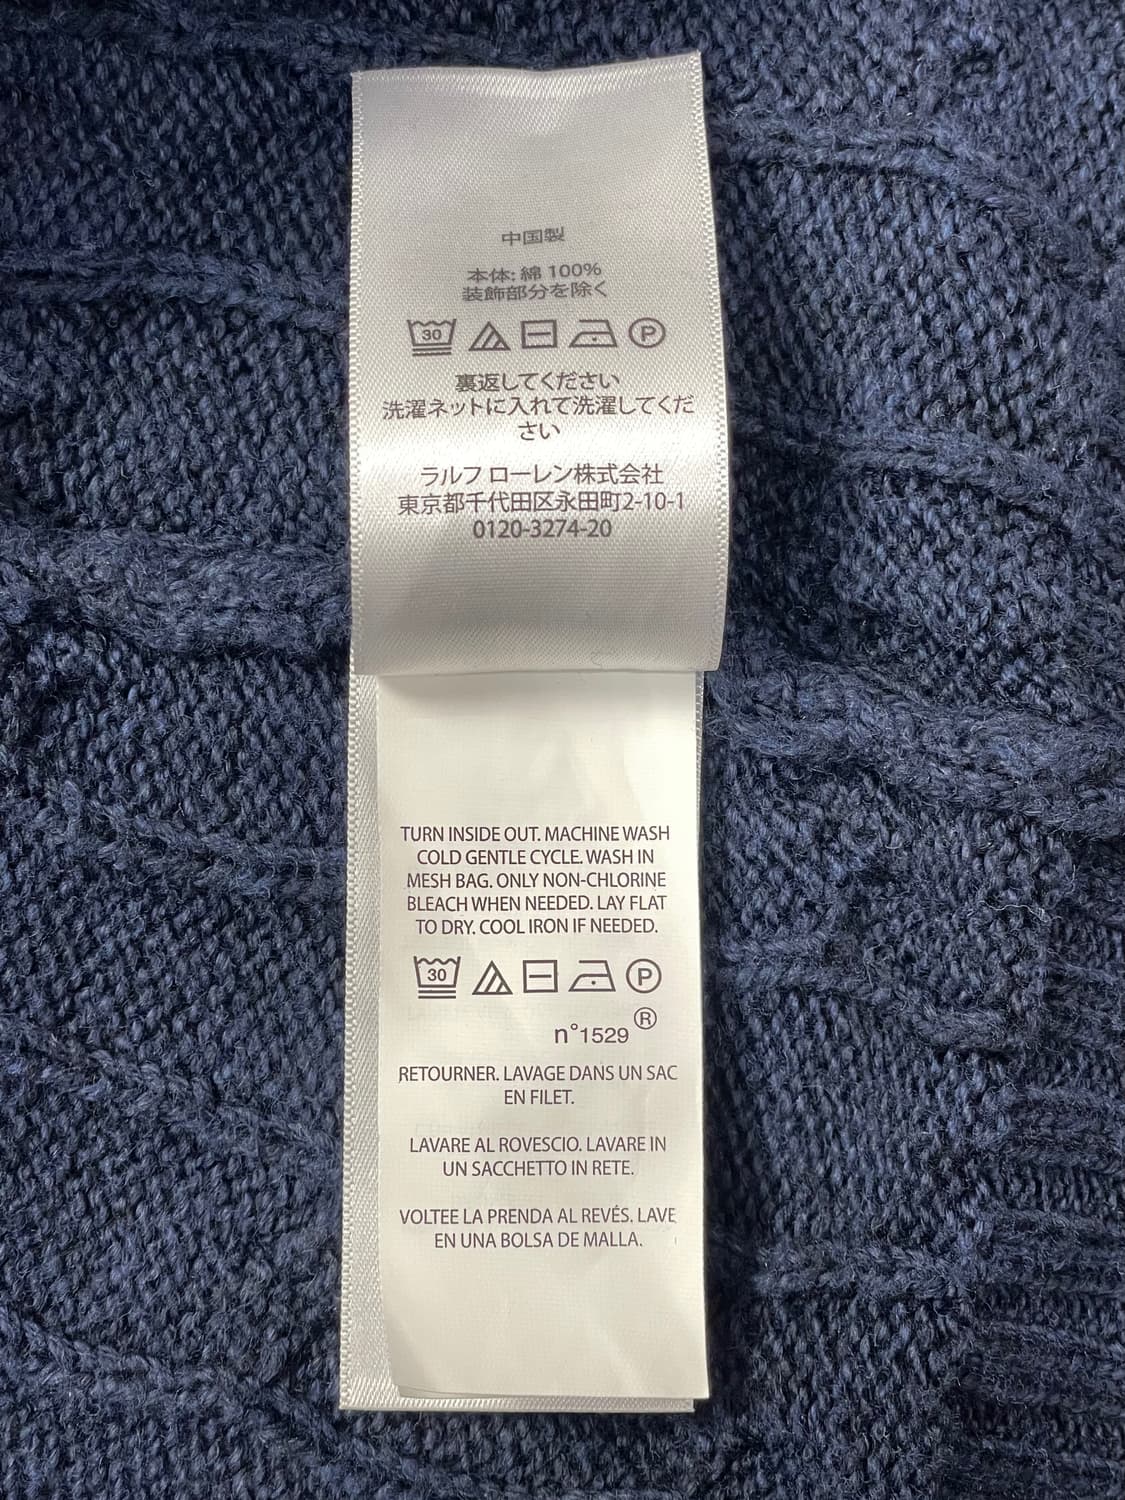 中国製
本体: 綿 100%
装飾部分を除く
30 P
裏返してください
洗濯ネットに入れて洗濯してくだ
さい
ラルフ ローレン株式会社
東京都千代田区永田町2-10-1
0120-3274-20
TURN INSIDE OUT. MACHINE WASH
COLD GENTLE CYCLE. WASH IN
MESH BAG. ONLY NON-CHLORINE
BLEACH WHEN NEEDED. LAY FLAT
TO DRY. COOL IRON IF NEEDED.
30 P
n°1529 ®
RETOURNER. LAVAGE DANS UN SAC
EN FILET.
LAVARE AL ROVESCIO. LAVARE IN
UN SACCHETTO IN RETE.
VOLTEE LA PRENDA AL REVÉS. LAVE
EN UNA BOLSA DE MALLA.